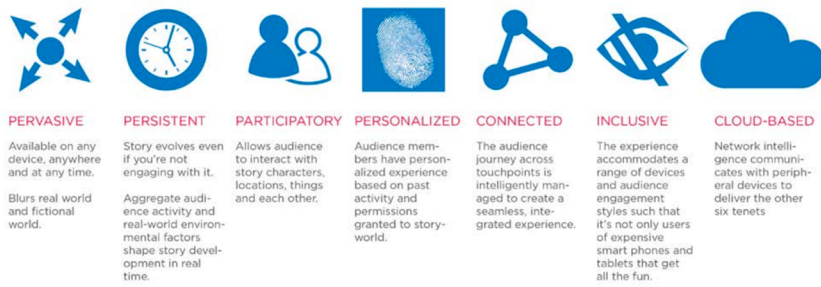 PERVASIVE
Available on any
device, anywhere
and at any time.
Blurs real world
and fictional
world.
PERSISTENT
Story evolves even
if you're not
engaging with it.
Aggregate audi-
ence activity and
real-world environ-
mental factors
shape story devel-
opment in real
time.
PARTICIPATORY
Allows audience
to interact with
story characters,
locations, things
and each other.
PERSONALIZED
Audience mem-
bers have person-
alized experience
based on past
activity and
permissions
granted to story-
world.
CONNECTED
The audience
journey across
touchpoints is
intelligently man-
aged to create a
seamless, inte-
grated experience.
INCLUSIVE
The experience
accommodates a
range of devices
and audience
engagement
styles such that
it's not only users
of expensive
smart phones and
tablets that get
all the fun.
CLOUD-BASED
Network intelli-
gence communi-
cates with periph-
eral devices to
deliver the other
six tenets